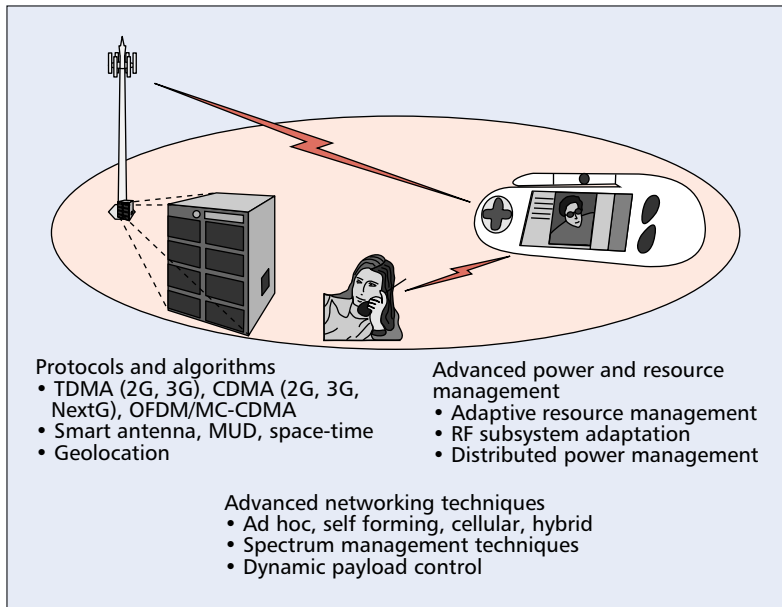 Protocols and algorithms
• TDMA (2G, 3G), CDMA (2G, 3G,
NextG), OFDM/MC-CDMA
• Smart antenna, MUD, space-time
• Geolocation
Advanced power and resource
management
• Adaptive resource management
• RF subsystem adaptation
• Distributed power management
Advanced networking techniques
• Ad hoc, self forming, cellular, hybrid
• Spectrum management techniques
• Dynamic payload control